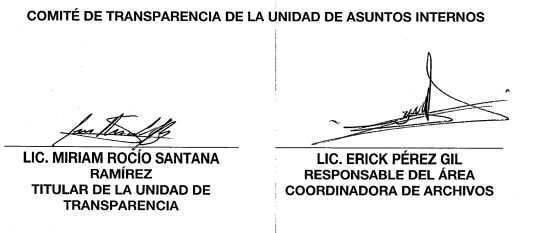 COMITÉ DE TRANSPARENCIA DE LA UNIDAD DE ASUNTOS INTERNOS
LIC. MIRIAM ROCÍO SANTANA
RAMÍREZ
TITULAR DE LA UNIDAD DE
TRANSPARENCIA
LIC. ERICK PÉREZ GIL
RESPONSABLE DEL ÁREA
COORDINADORA DE ARCHIVOS